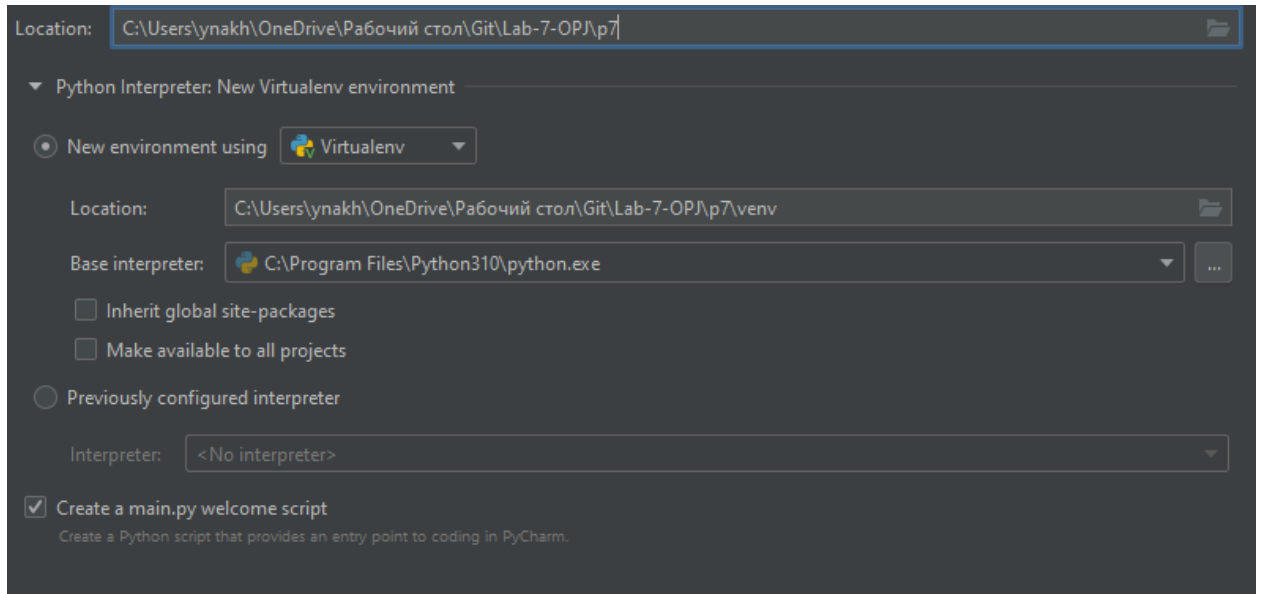 Location: C:\Users\ynakh\OneDrive\Рабочий стол\Git\Lab-7-OPJ\p7
Python Interpreter: New Virtualenv environment
New environment using Virtualenv
Location: C:\Users\ynakh\OneDrive\Рабочий стол\Git\Lab-7-OPJ\p7\venv
Base interpreter: C:\Program Files\Python310\python.exe ...
Inherit global site-packages
Make available to all projects
Previously configured interpreter
Interpreter: <No interpreter>
Create a main.py welcome script
Create a Python script that provides an entry point to coding in PyCharm.